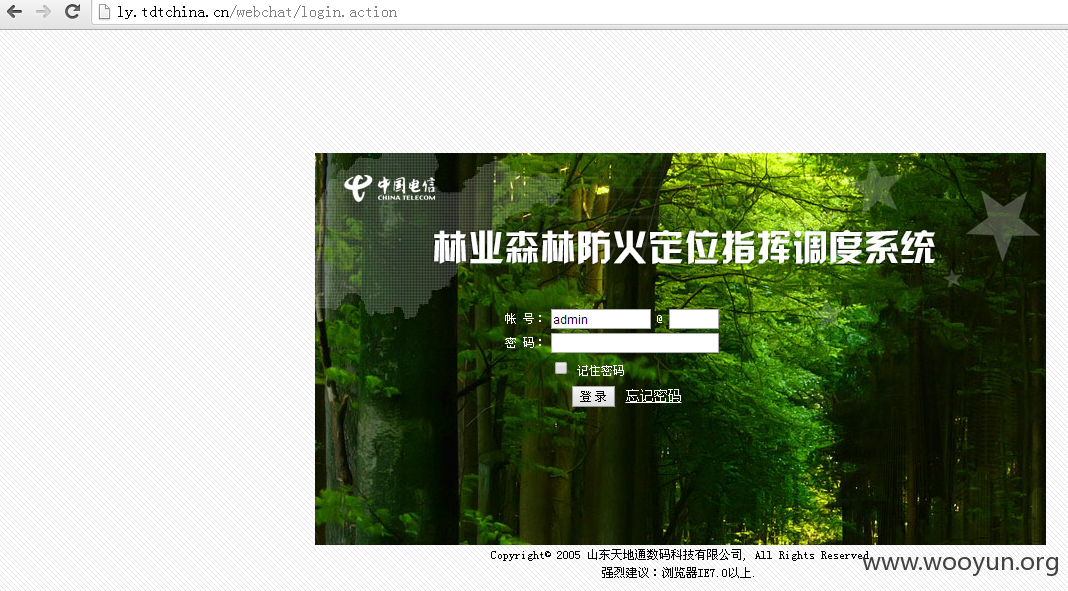 ly.tdtchina.cn/webchat/login.action
中国电信
CHINA TELECOM
林业森林防火定位指挥调度系统
帐 号： admin @
密 码：
记住密码
登 录 忘记密码
Copyright© 2005 山东天地通数码科技有限公司, All Rights Reserved
强烈建议：浏览器IE7.0以上.
www.wooyun.org